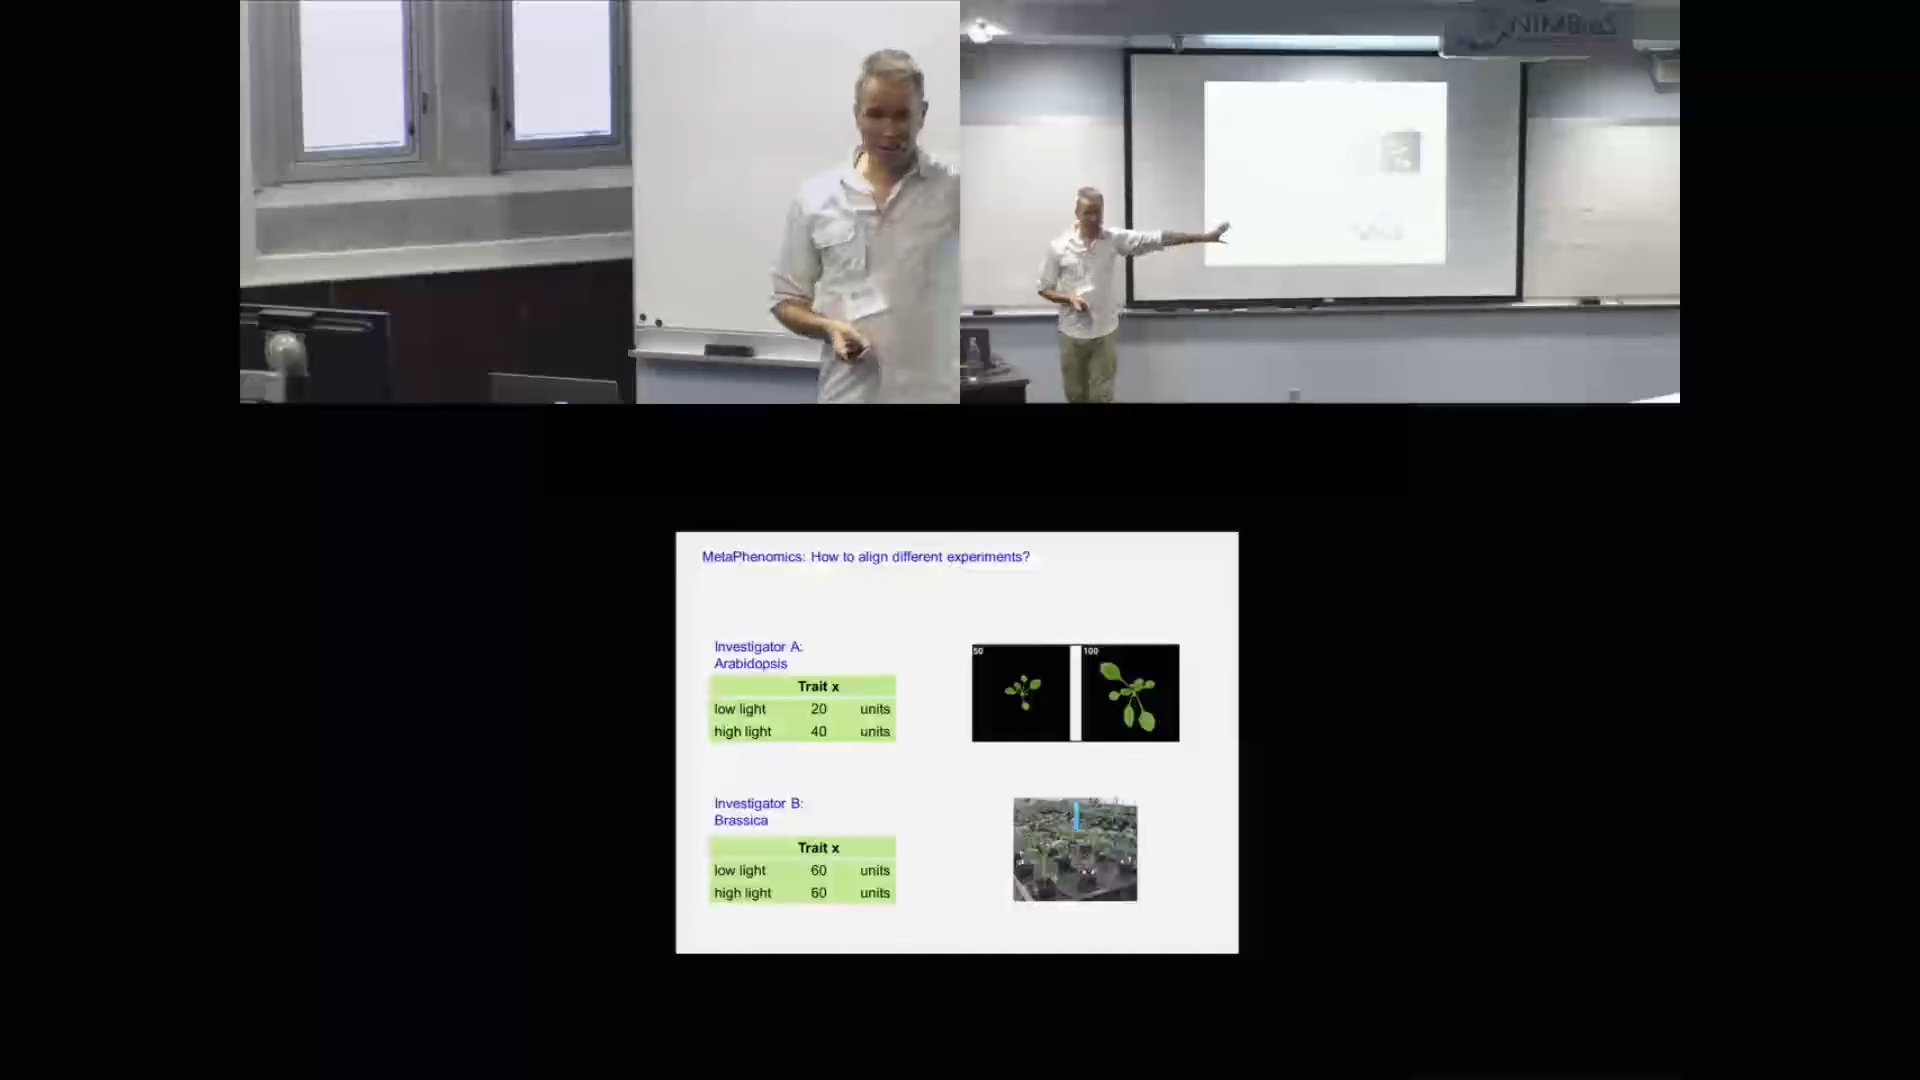 NIMBioS
MetaPhenomics: How to align different experiments?
Investigator A:
Arabidopsis
Trait x
low light 20 units
high light 40 units
50
100
Investigator B:
Brassica
Trait x
low light 60 units
high light 60 units